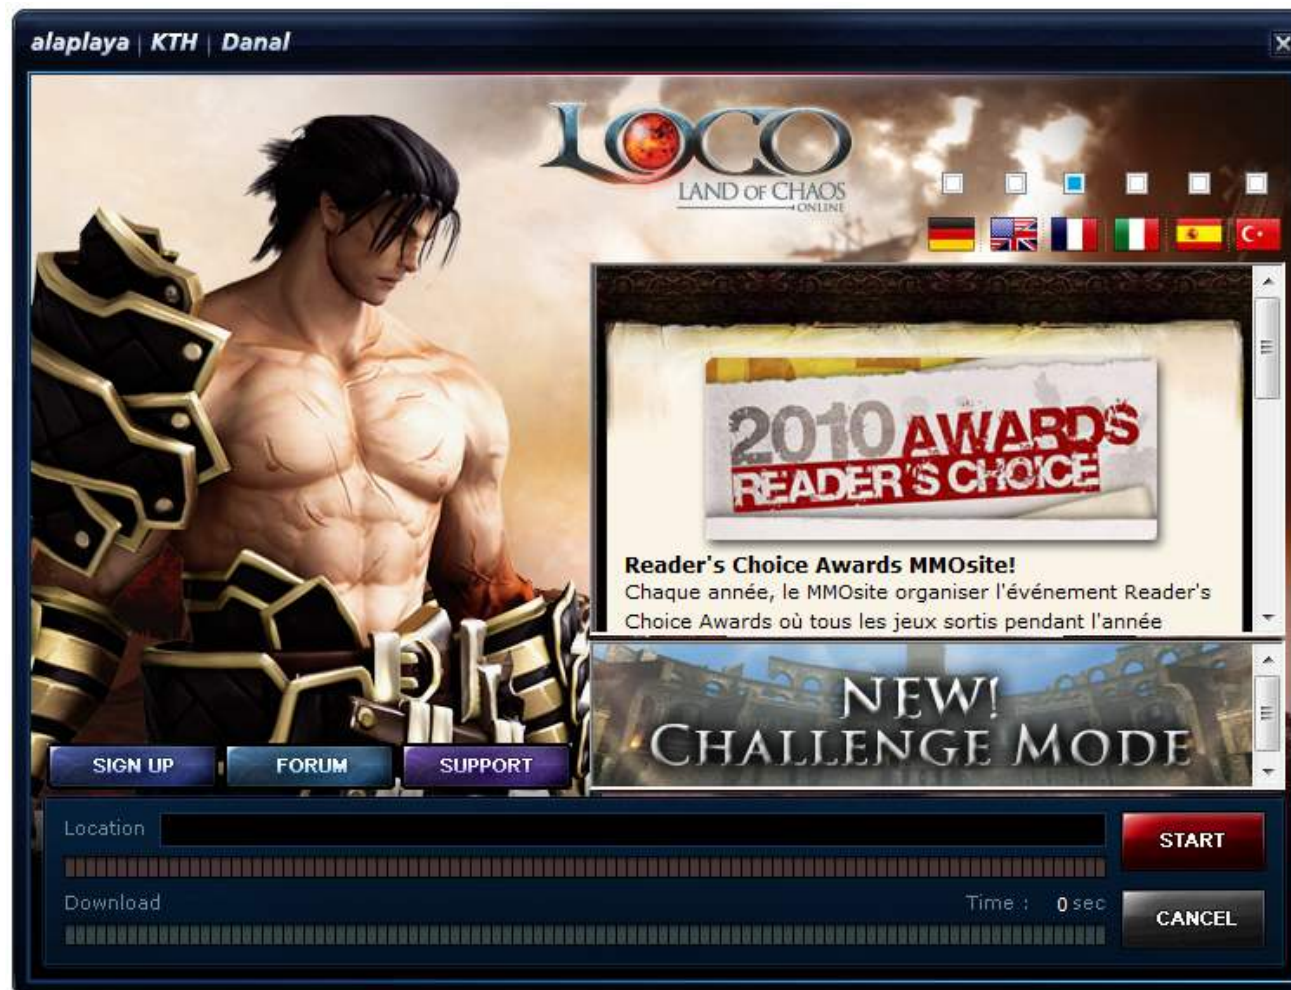 alaplaya | KTH | Danal
LOCO
LAND OF CHAOS
ONLINE
2010 AWARDS
READER'S CHOICE
Reader's Choice Awards MMOsite!
Chaque année, le MMOsite organiser l'événement Reader's
Choice Awards où tous les jeux sortis pendant l'année
NEW!
CHALLENGE MODE
SIGN UP
FORUM
SUPPORT
Location
START
Download
Time : 0 sec
CANCEL